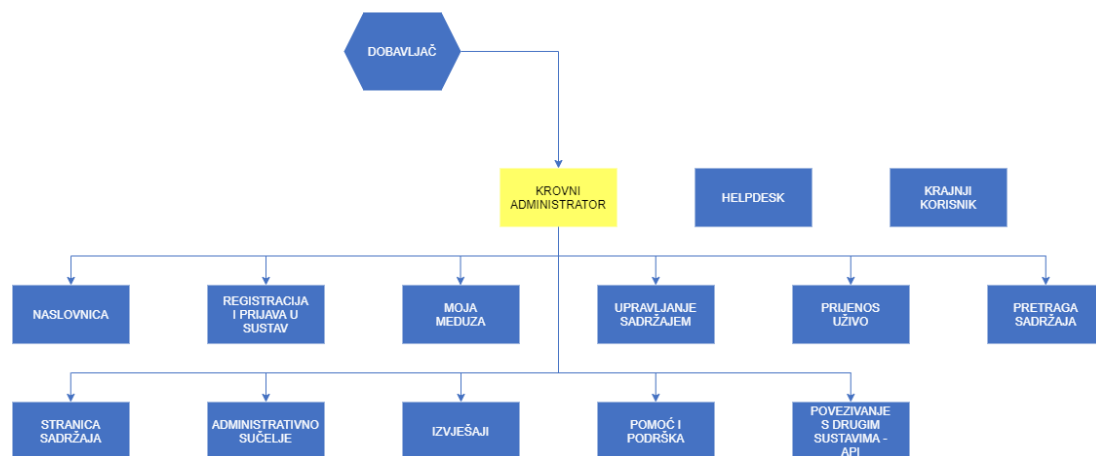 DOBAVLJAČ
KROVNI
ADMINISTRATOR
HELPDESK
KRAJNJI
KORISNIK
NASLOVNICA
REGISTRACIJA
I PRIJAVA U
SUSTAV
MOJA
MEDUZA
UPRAVLJANJE
SADRŽAJEM
PRIJENOS
UŽIVO
PRETRAGA
SADRŽAJA
STRANICA
SADRŽAJA
ADMINISTRATIVNO
SUČELJE
IZVJEŠAJI
POMOĆ I
PODRŠKA
POVEZIVANJE
S DRUGIM
SUSTAVIMA -
API